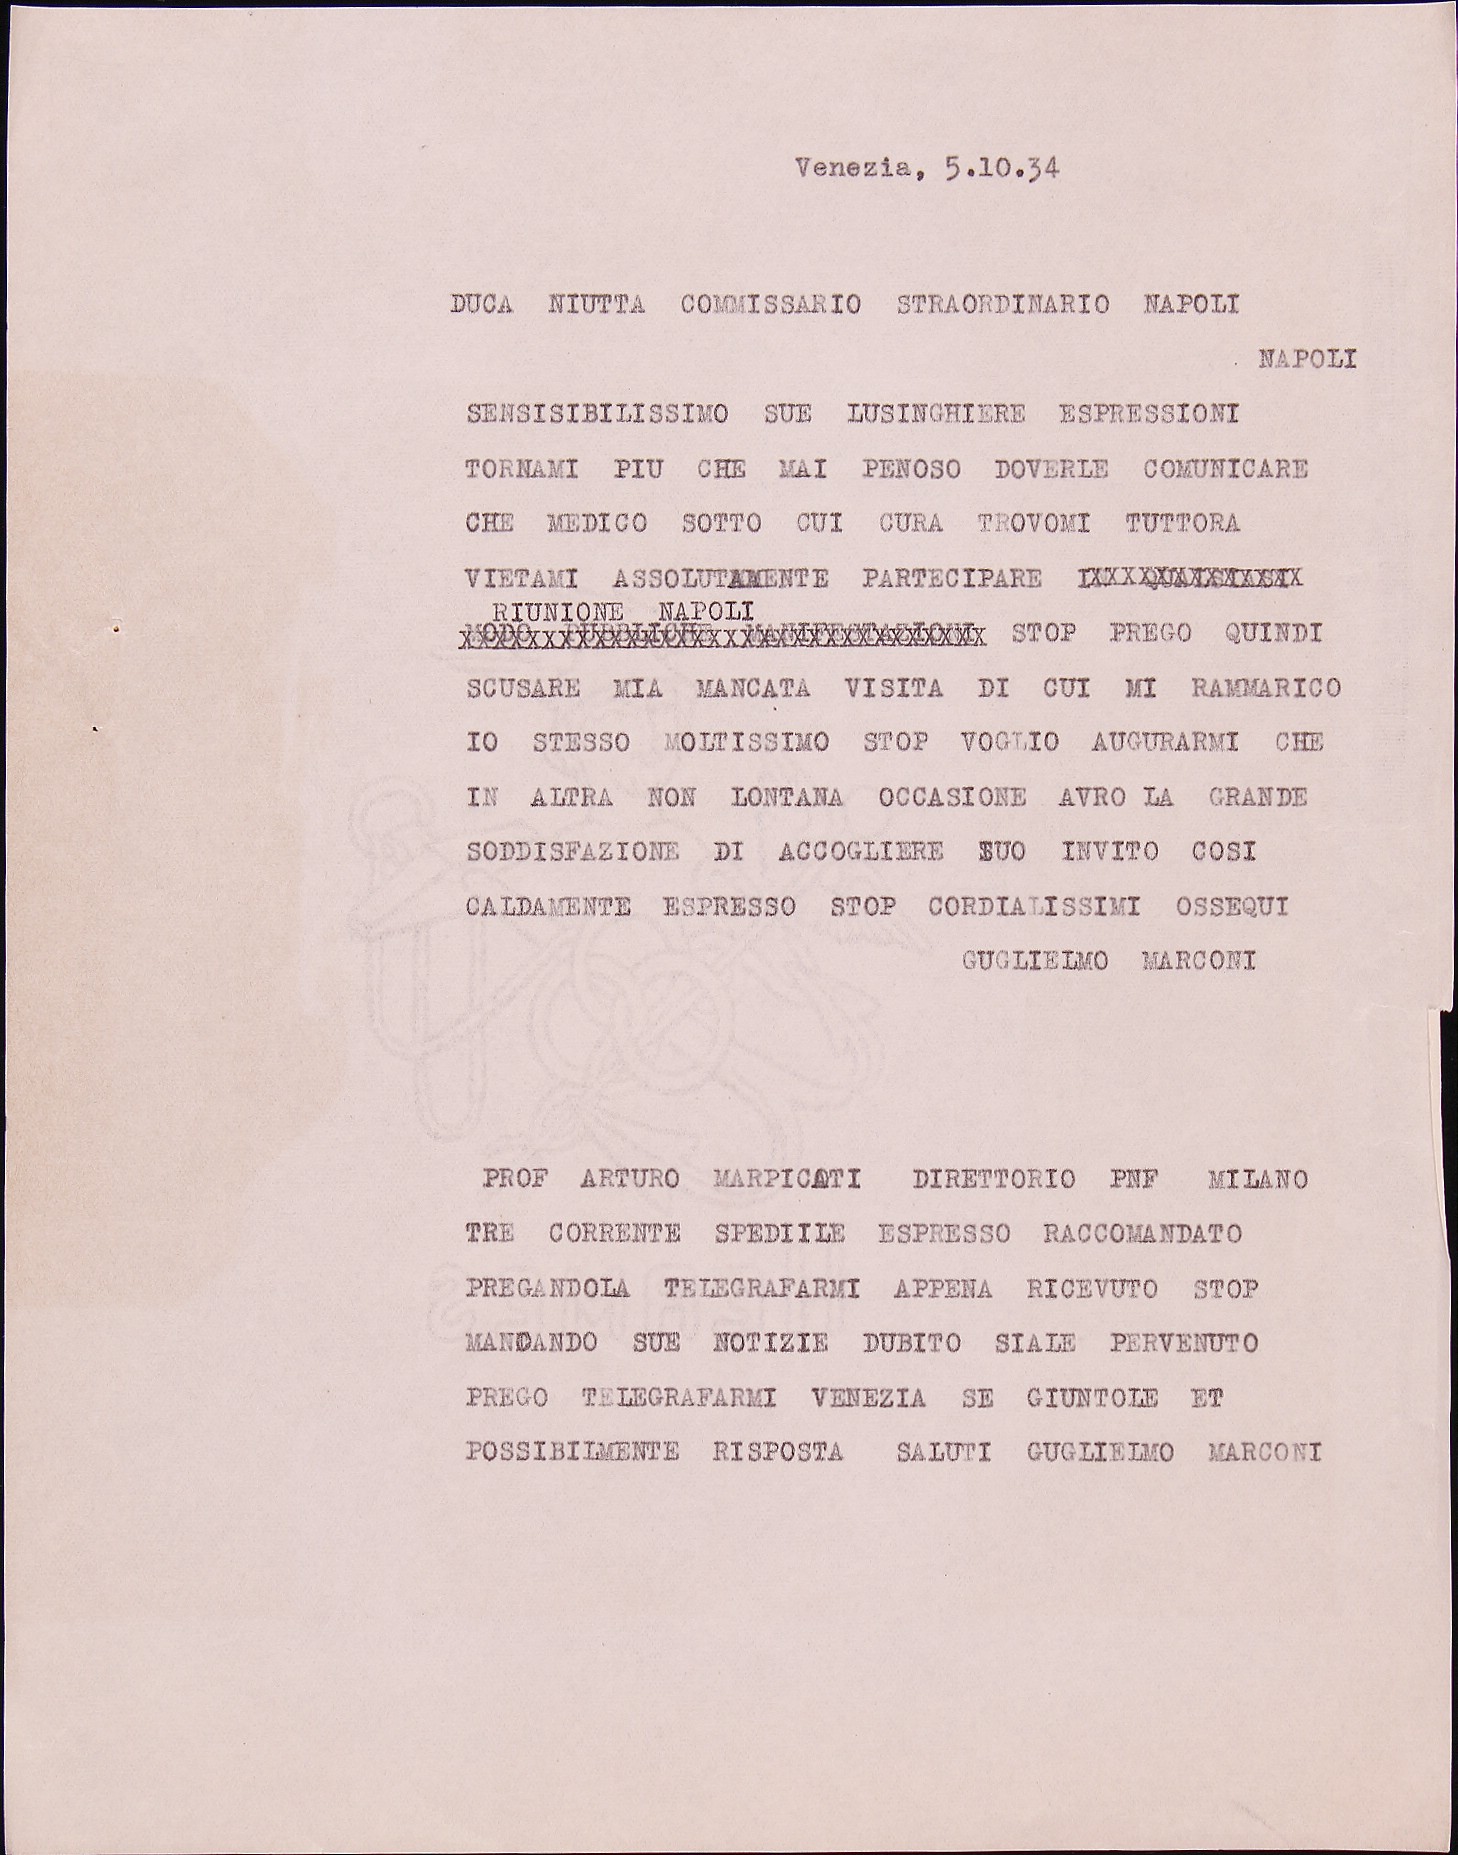 Venezia, 5.10.34
DUCA NIUTTA COMMISSARIO STRAORDINARIO NAPOLI
NAPOLI
SENSISIBILISSIMO SUE LUSINGHIERE ESPRESSIONI
TORNAMI PIU CHE MAI PENOSO DOVERLE COMUNICARE
CHE MEDICO SOTTO CUI CURA TROVOMI TUTTORA
VIETAMI ASSOLUTAMENTE PARTECIPARE
RIUNIONE NAPOLI
MODO PUBBLICHE MANIFESTAZIONI STOP PREGO QUINDI
SCUSARE MIA MANCATA VISITA DI CUI MI RAMMARICO
IO STESSO MOLTISSIMO STOP VOGLIO AUGURARMI CHE
IN ALTRA NON LONTANA OCCASIONE AVRO LA GRANDE
SODDISFAZIONE DI ACCOGLIERE SUO INVITO COSI
CALDAMENTE ESPRESSO STOP CORDIALISSIMI OSSEQUI
GUGLIELMO MARCONI
PROF ARTURO MARPICATI DIRETTORIO PNF MILANO
TRE CORRENTE SPEDIILE ESPRESSO RACCOMANDATO
PREGANDOLA TELEGRAFARMI APPENA RICEVUTO STOP
MANCANDO SUE NOTIZIE DUBITO SIALE PERVENUTO
PREGO TELEGRAFARMI VENEZIA SE GIUNTOLE ET
POSSIBILMENTE RISPOSTA SALUTI GUGLIELMO MARCONI